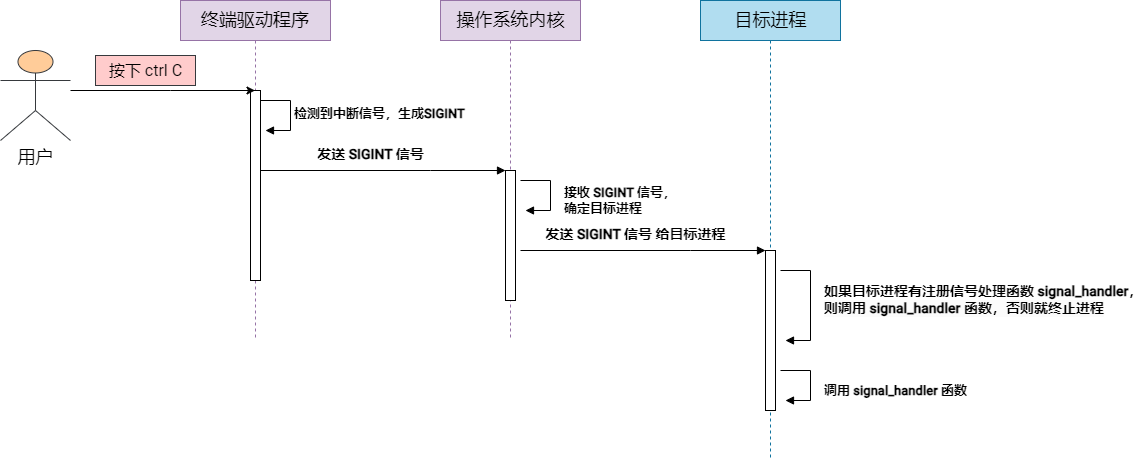 终端驱动程序
操作系统内核
目标进程
按下 ctrl C
用户
检测到中断信号，生成SIGINT
发送 SIGINT 信号
接收 SIGINT 信号，
确定目标进程
发送 SIGINT 信号 给目标进程
如果目标进程有注册信号处理函数 signal_handler，
则调用 signal_handler 函数，否则就终止进程
调用 signal_handler 函数